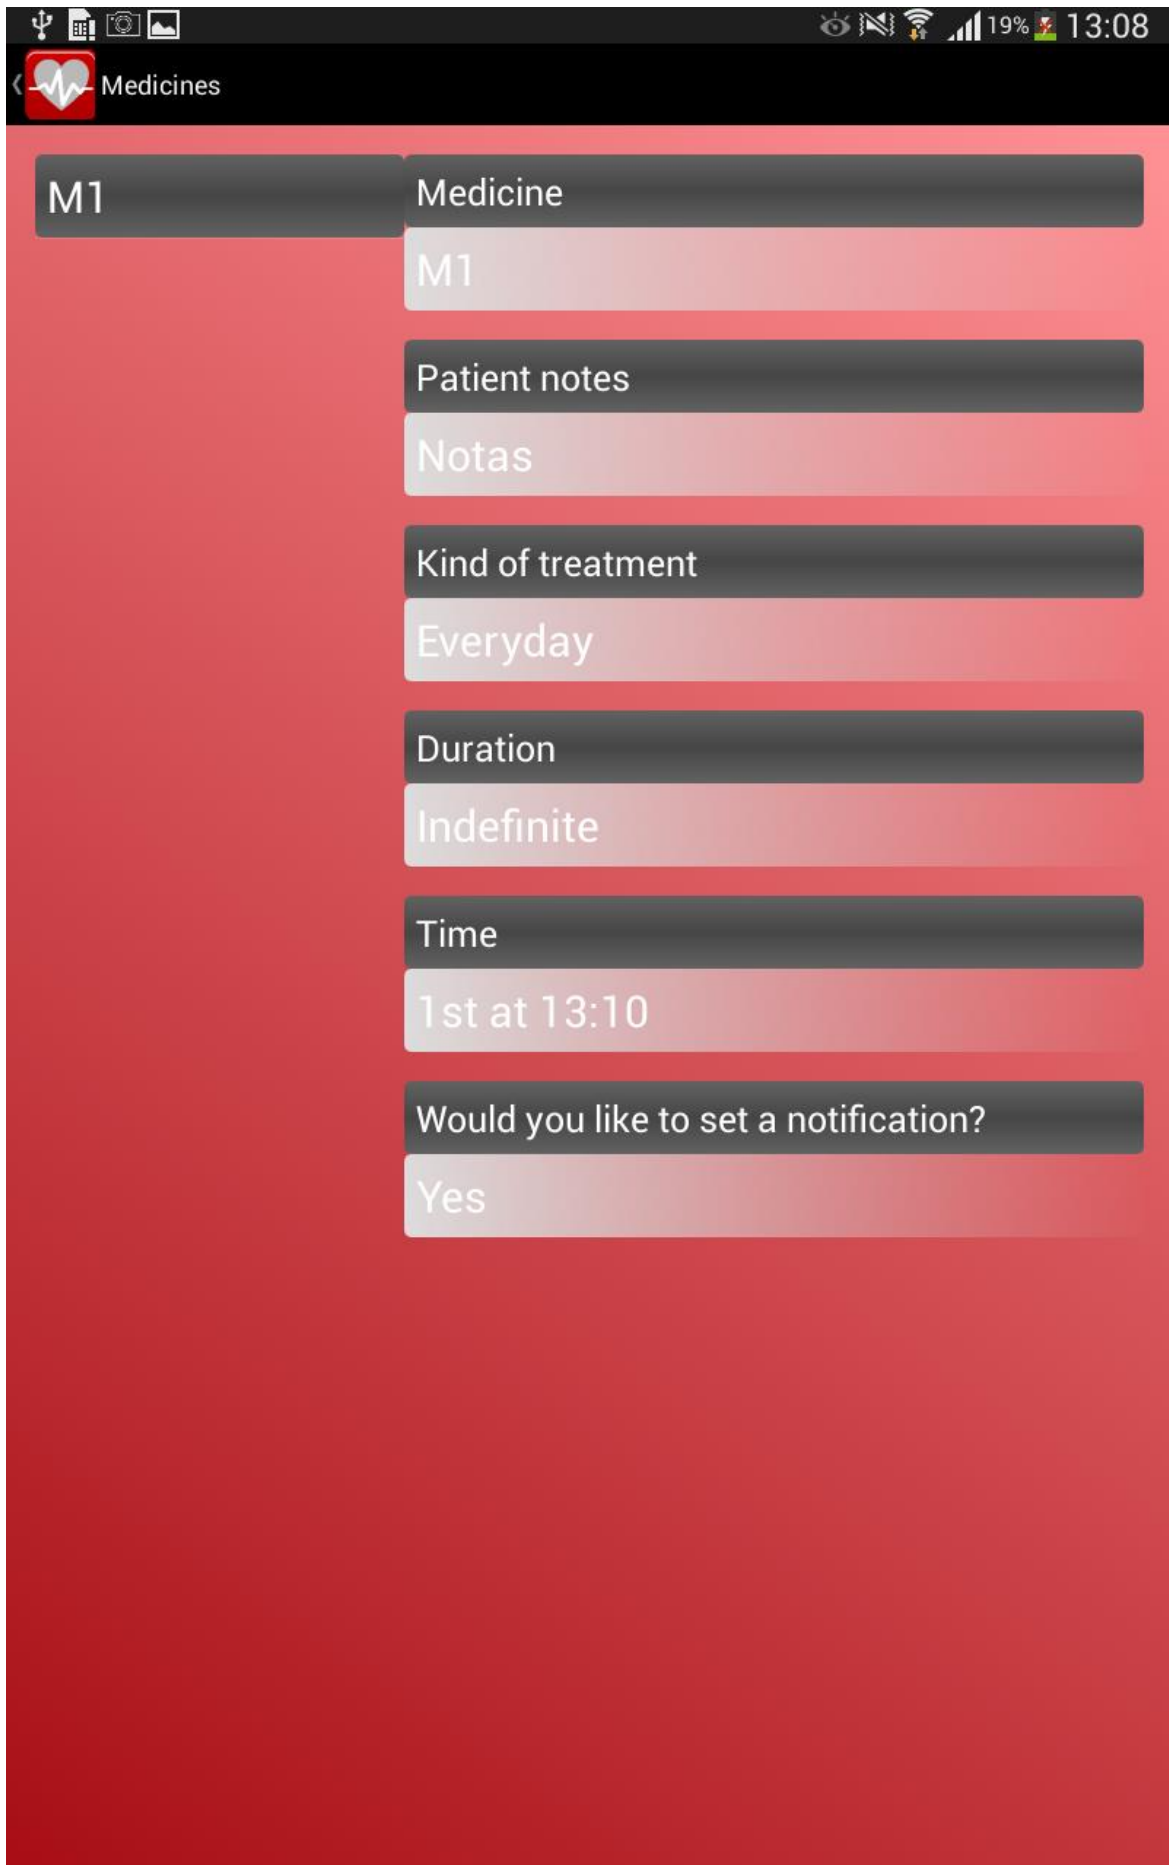 19% 13:08
Medicines
M1
Medicine
M1
Patient notes
Notas
Kind of treatment
Everyday
Duration
Indefinite
Time
1st at 13:10
Would you like to set a notification?
Yes